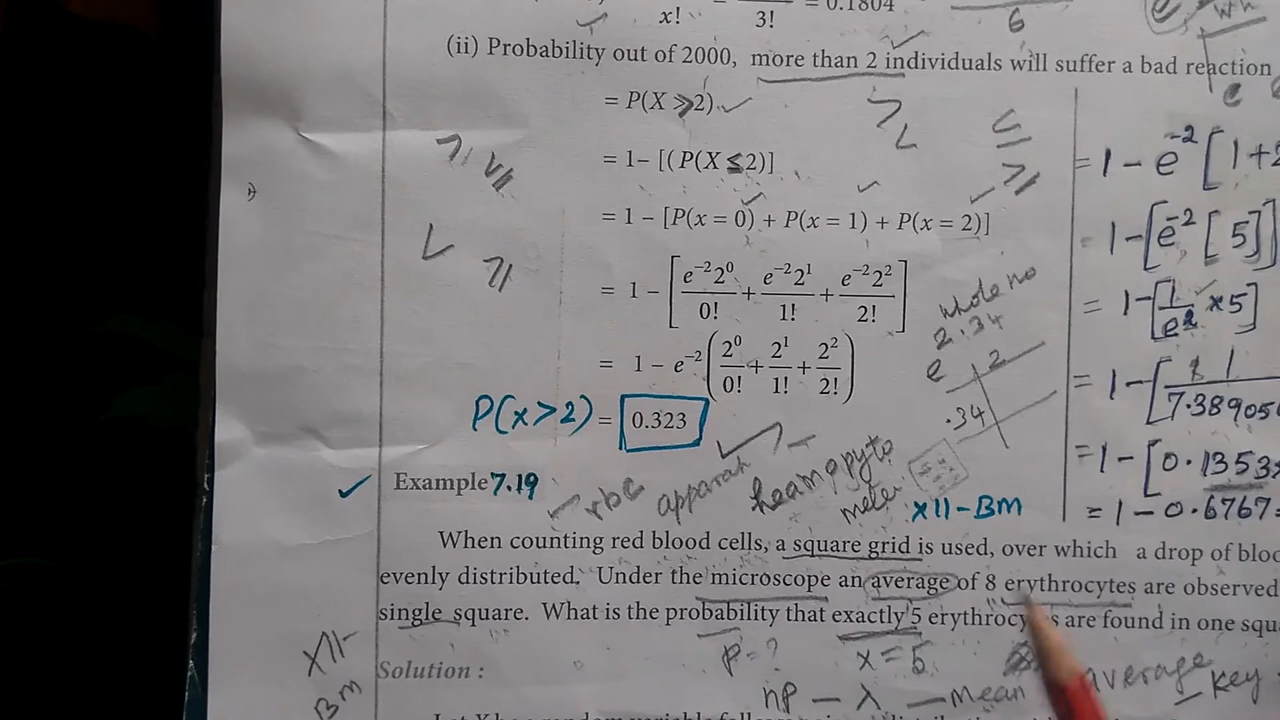 x!
3!
= 0.1804
6
(ii) Probability out of 2000, more than 2 individuals will suffer a bad reaction
= P(X > 2)
= 1- [(P(X ≤ 2)]
= 1 - [P(x = 0) + P(x = 1) + P(x = 2)]
= 1 - [e⁻²2⁰/0! + e⁻²2¹/1! + e⁻²2²/2!]
= 1 - e⁻² (2⁰/0! + 2¹/1! + 2²/2!)
P(x>2) = 0.323
whole no
2.34
e 2
.34
= 1 - e⁻² [1+2
= 1-[e⁻² [5]]
= 1-[1/e² ×5]
= 1-[1/7.38905
= 1-[0.1353
= 1-0.6767
Example 7.19
rbc
meter
XII-BM
When counting red blood cells, a square grid is used, over which a drop of bloo
evenly distributed. Under the microscope an average of 8 erythrocytes are observed
single square. What is the probability that exactly 5 erythrocy s are found in one squ
P=? x=5
average
Solution :
np - λ - mean
- key
XII-
BM